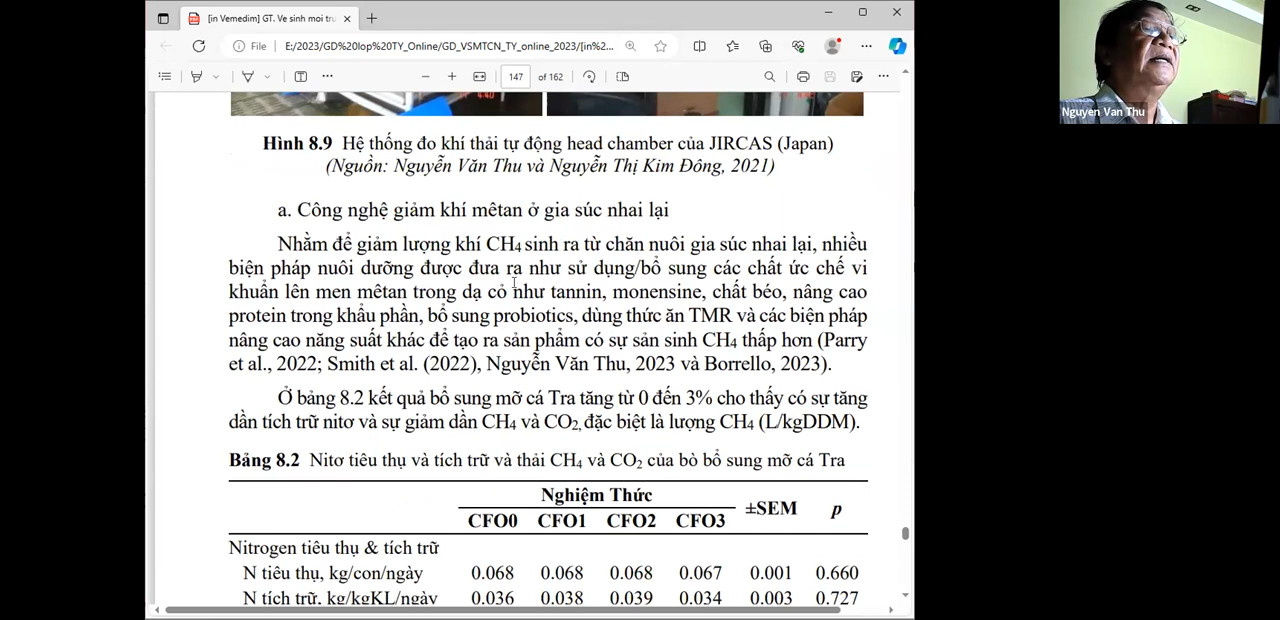 [in Vemedim] GT. Ve sinh moi tru
File
E:/2023/GD%20lop%20TY_Online/GD_VSMTCN_TY_online_2023/[in%2...
147 of 162
4:40
Nguyen Van Thu
Hình 8.9 Hệ thống đo khí thải tự động head chamber của JIRCAS (Japan)
(Nguồn: Nguyễn Văn Thu và Nguyễn Thị Kim Đông, 2021)
a. Công nghệ giảm khí mêtan ở gia súc nhai lại
Nhằm để giảm lượng khí CH4 sinh ra từ chăn nuôi gia súc nhai lại, nhiều
biện pháp nuôi dưỡng được đưa ra như sử dụng/bổ sung các chất ức chế vi
khuẩn lên men mêtan trong dạ cỏ như tannin, monensine, chất béo, nâng cao
protein trong khẩu phần, bổ sung probiotics, dùng thức ăn TMR và các biện pháp
nâng cao năng suất khác để tạo ra sản phẩm có sự sản sinh CH4 thấp hơn (Parry
et al., 2022; Smith et al. (2022), Nguyễn Văn Thu, 2023 và Borrello, 2023).
Ở bảng 8.2 kết quả bổ sung mỡ cá Tra tăng từ 0 đến 3% cho thấy có sự tăng
dần tích trữ nitơ và sự giảm dần CH4 và CO2, đặc biệt là lượng CH4 (L/kgDDM).
Bảng 8.2 Nitơ tiêu thụ và tích trữ và thải CH4 và CO2 của bò bổ sung mỡ cá Tra
Nghiệm Thức ±SEM p
CFO0 CFO1 CFO2 CFO3
Nitrogen tiêu thụ & tích trữ
N tiêu thụ, kg/con/ngày 0.068 0.068 0.068 0.067 0.001 0.660
N tích trữ, kg/kgKL/ngày 0.036 0.038 0.039 0.034 0.003 0.727